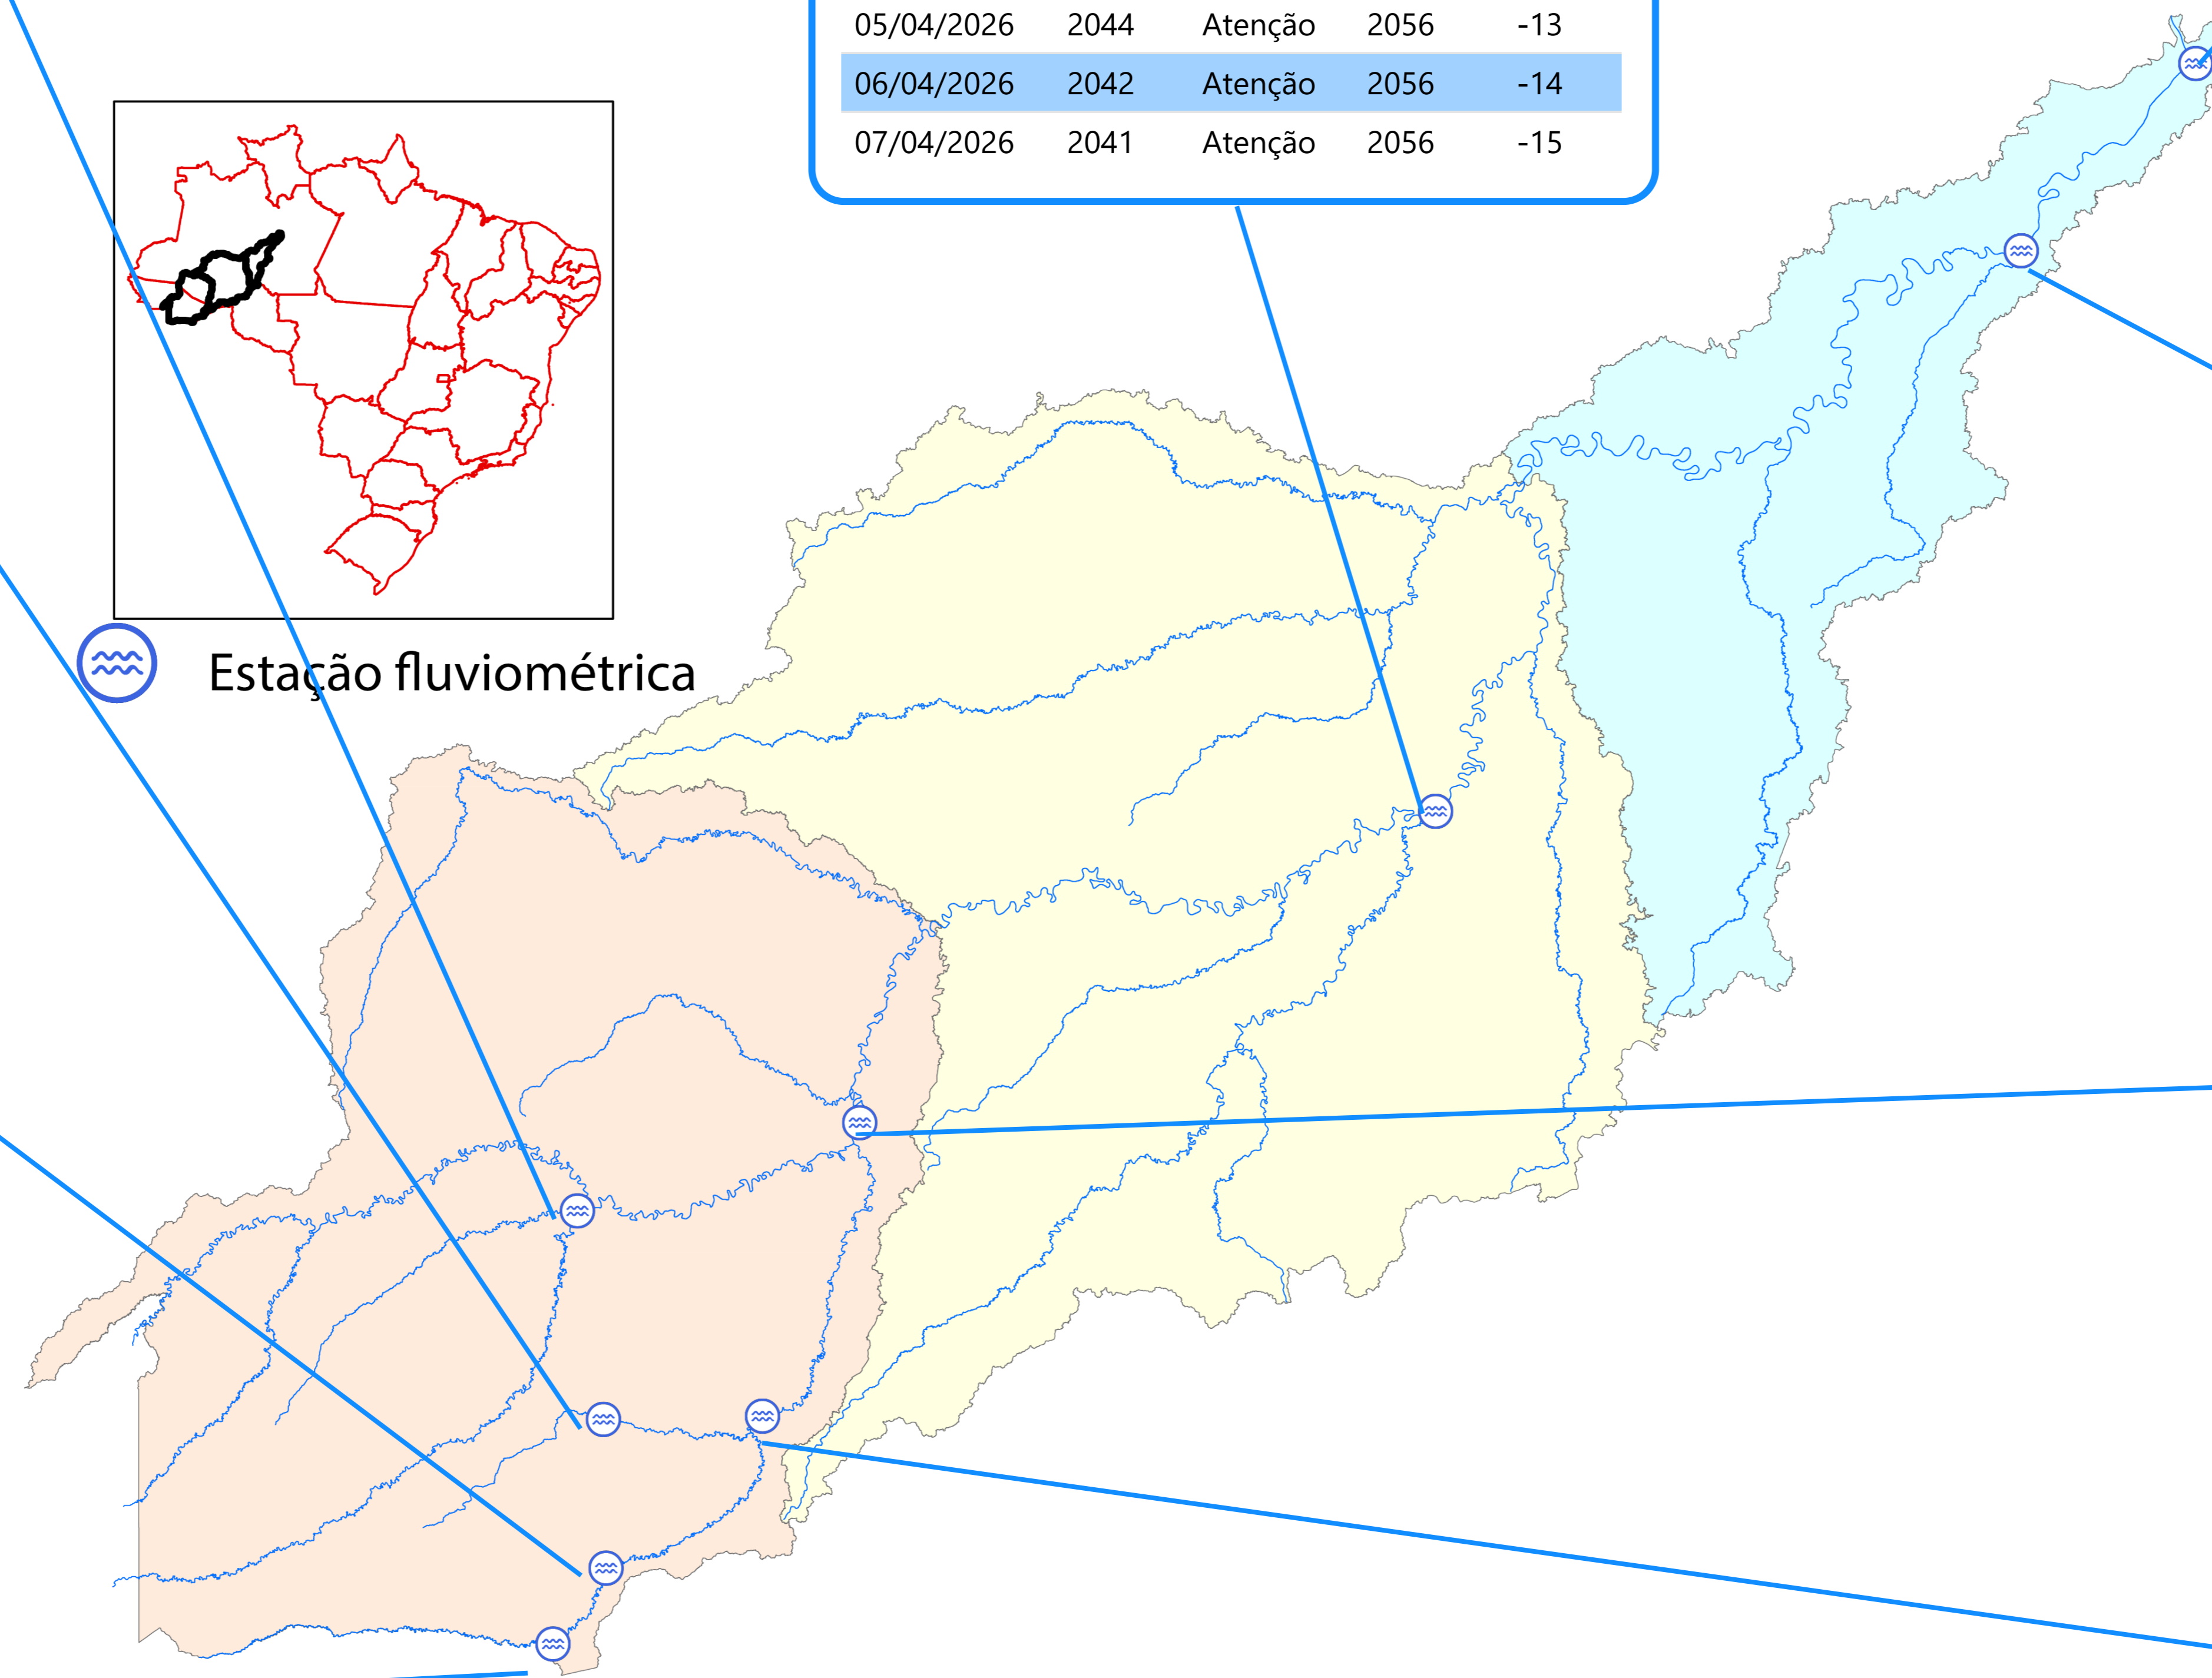 05/04/2026 2044 Atenção 2056 -13
06/04/2026 2042 Atenção 2056 -14
07/04/2026 2041 Atenção 2056 -15
Estação fluviométrica